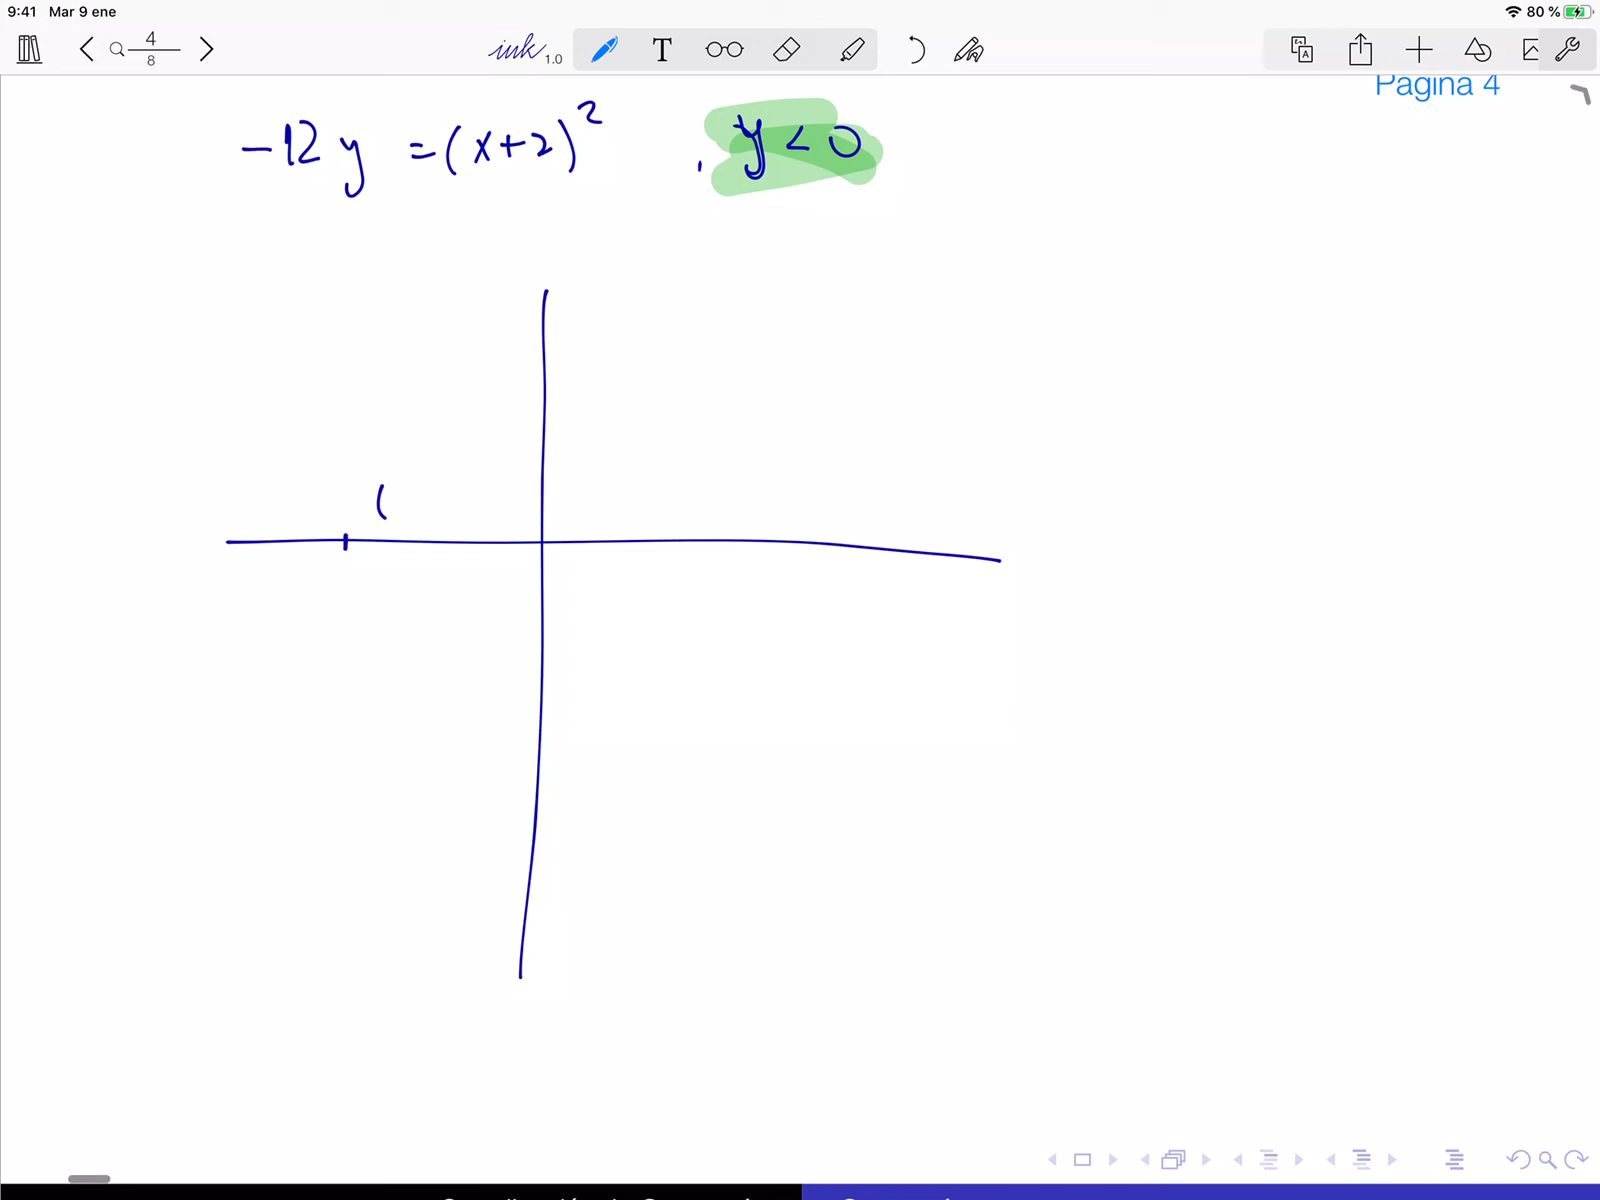 9:41 Mar 9 ene 80 %
4
8
ink 1.0
T
A
Pagina 4
-12 y = (x+2)² . y < 0
(